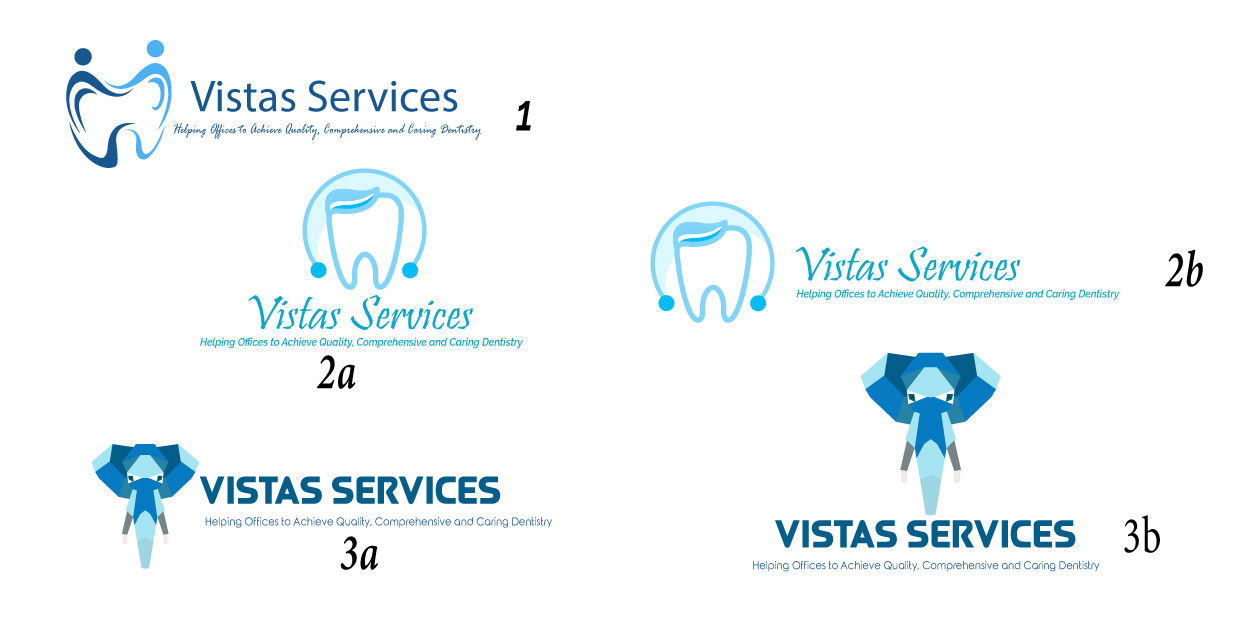 Vistas Services
Helping Offices to Achieve Quality, Comprehensive and Caring Dentistry
1
Vistas Services
Helping Offices to Achieve Quality, Comprehensive and Caring Dentistry
2a
Vistas Services
Helping Offices to Achieve Quality, Comprehensive and Caring Dentistry
2b
VISTAS SERVICES
Helping Offices to Achieve Quality, Comprehensive and Caring Dentistry
3a
VISTAS SERVICES
Helping Offices to Achieve Quality, Comprehensive and Caring Dentistry
3b